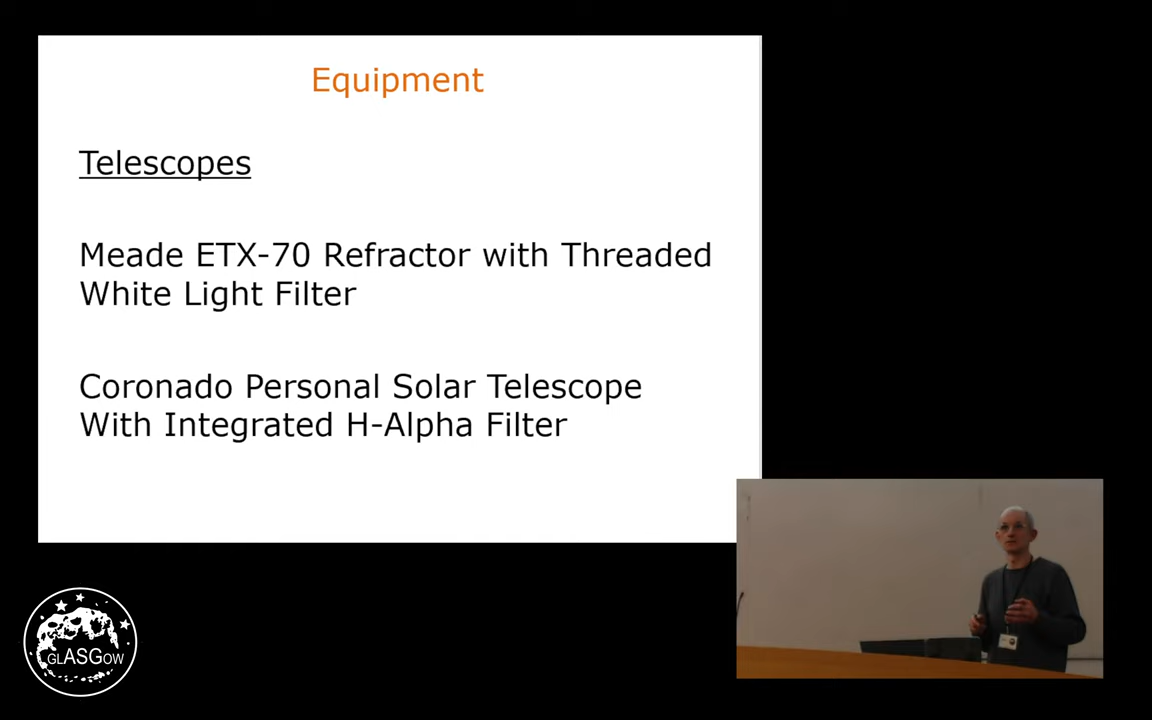 Equipment
Telescopes
Meade ETX-70 Refractor with Threaded
White Light Filter
Coronado Personal Solar Telescope
With Integrated H-Alpha Filter
GLASGOW